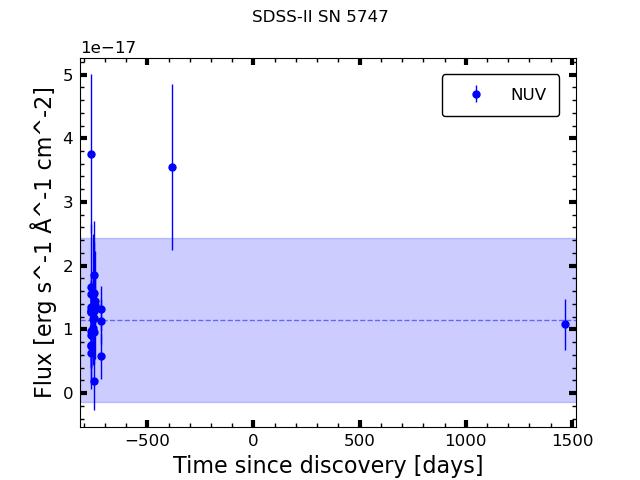 SDSS-II SN 5747
1e−17
NUV
5
4
3
2
1
0
Flux [erg s^-1 Å^-1 cm^-2]
−500 0 500 1000 1500
Time since discovery [days]